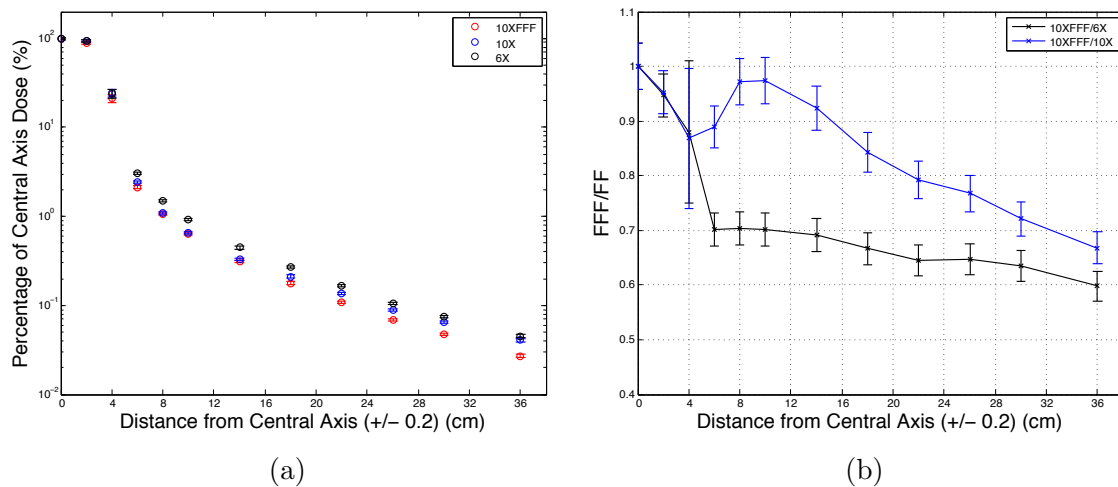 10XFFF
10X
6X
Percentage of Central Axis Dose (%)
10²
10¹
10⁰
10⁻¹
10⁻²
0 4 8 12 16 20 24 28 32 36
Distance from Central Axis (+/− 0.2) (cm)
(a)
10XFFF/6X
10XFFF/10X
FFF/FF
1.1
1
0.9
0.8
0.7
0.6
0.5
0.4
0 4 8 12 16 20 24 28 32 36
Distance from Central Axis (+/− 0.2) (cm)
(b)